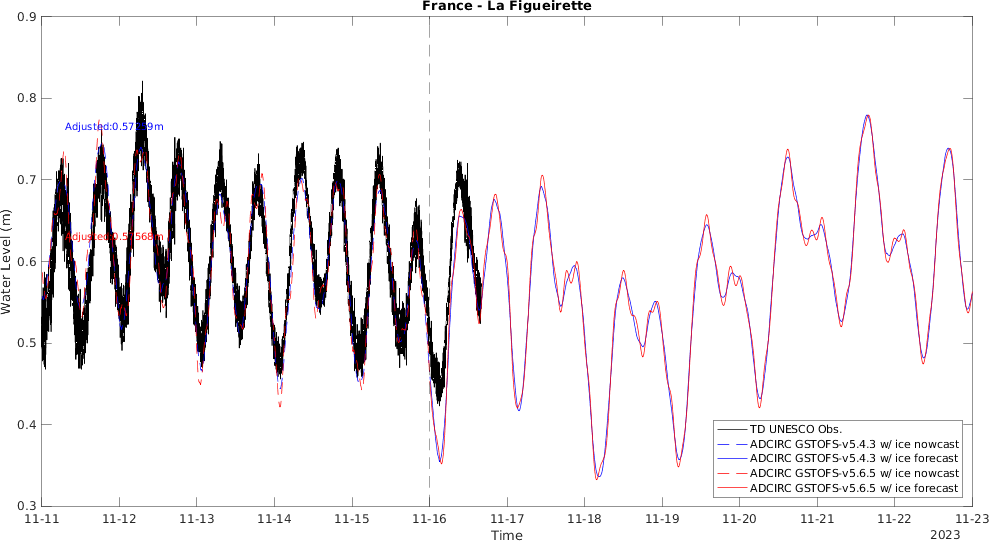 France - La Figueirette
Water Level (m)
0.9
0.8
0.7
0.6
0.5
0.4
0.3
TD UNESCO Obs.
ADCIRC GSTOFS-v5.4.3 w/ ice nowcast
ADCIRC GSTOFS-v5.4.3 w/ ice forecast
ADCIRC GSTOFS-v5.6.5 w/ ice nowcast
ADCIRC GSTOFS-v5.6.5 w/ ice forecast
11-11 11-12 11-13 11-14 11-15 11-16 11-17 11-18 11-19 11-20 11-21 11-22 11-23
Time
2023